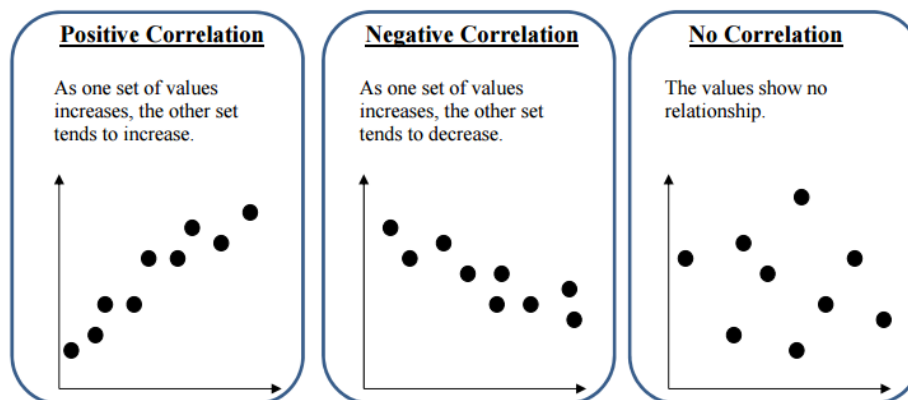 Positive Correlation
As one set of values
increases, the other set
tends to increase.
Negative Correlation
As one set of values
increases, the other set
tends to decrease.
No Correlation
The values show no
relationship.